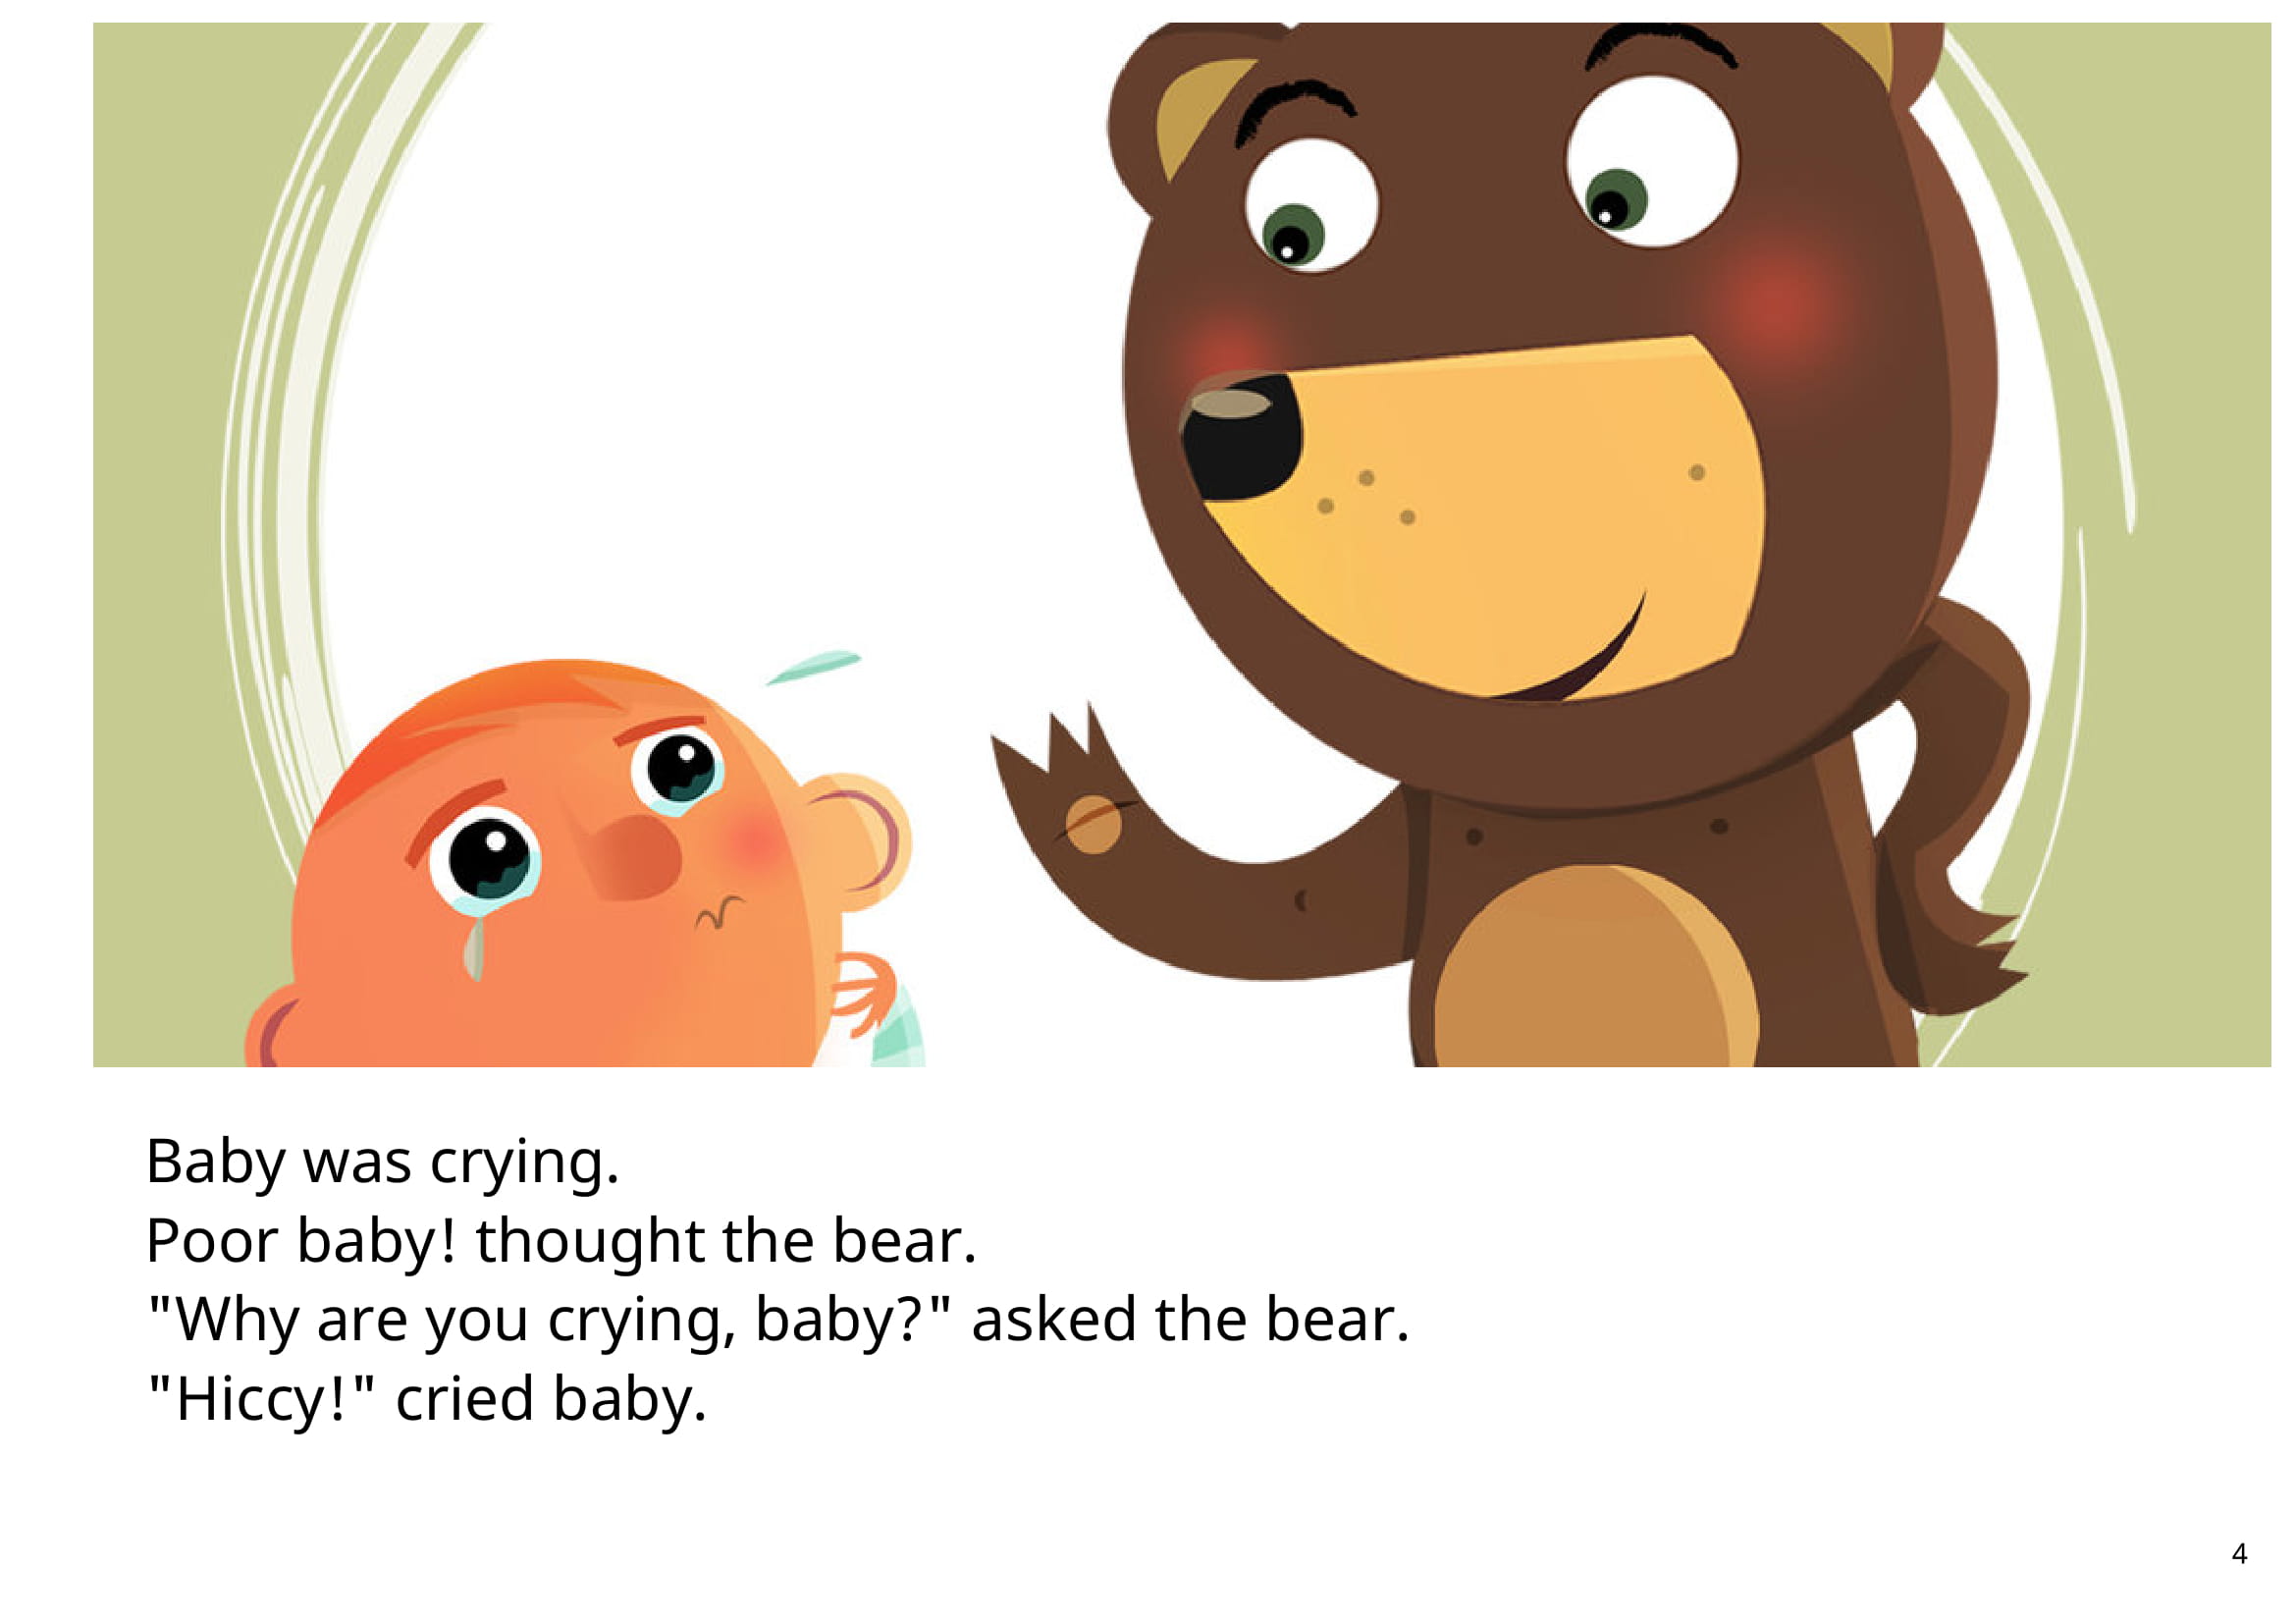 Baby was crying.
Poor baby! thought the bear.
"Why are you crying, baby?" asked the bear.
"Hiccy!" cried baby.
4